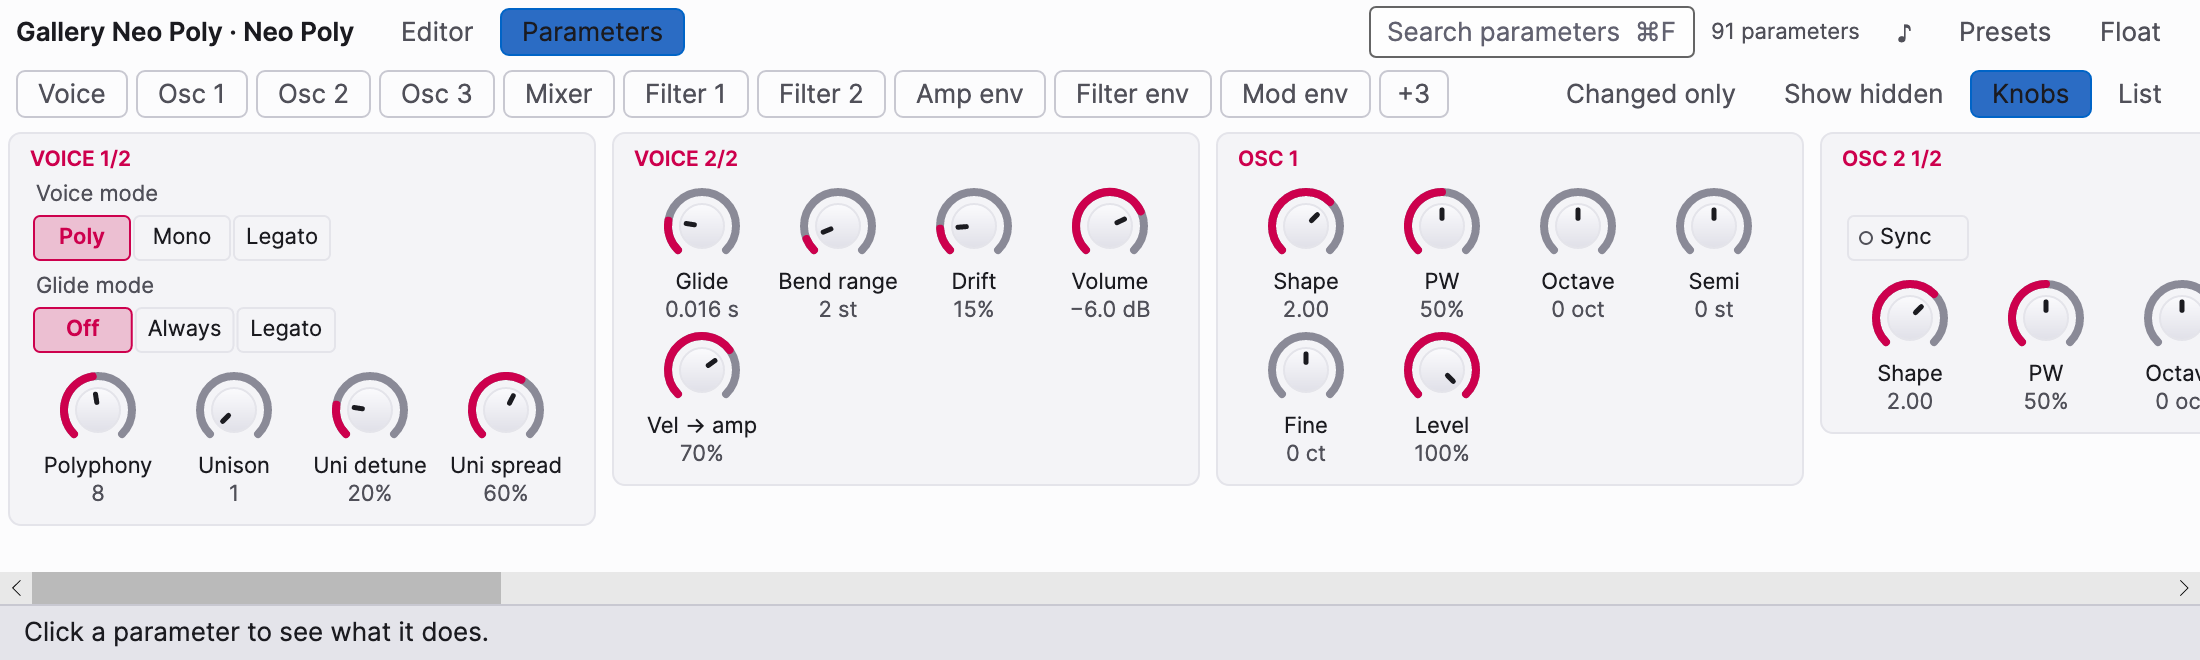 Gallery Neo Poly · Neo Poly Editor Parameters Search parameters ⌘F 91 parameters Presets Float
Voice Osc 1 Osc 2 Osc 3 Mixer Filter 1 Filter 2 Amp env Filter env Mod env +3 Changed only Show hidden Knobs List
VOICE 1/2
Voice mode
Poly Mono Legato
Glide mode
Off Always Legato
Polyphony Unison Uni detune Uni spread
8 1 20% 60%
VOICE 2/2
Glide Bend range Drift Volume
0.016 s 2 st 15% −6.0 dB
Vel → amp
70%
OSC 1
Shape PW Octave Semi
2.00 50% 0 oct 0 st
Fine Level
0 ct 100%
OSC 2 1/2
Sync
Shape PW Octav
2.00 50% 0 oc
Click a parameter to see what it does.